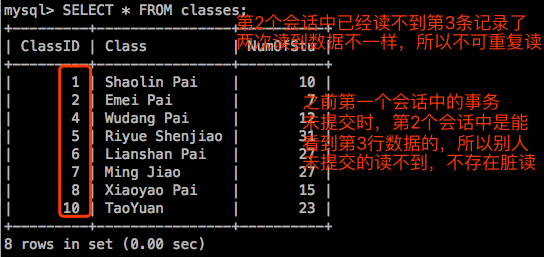 mysql> SELECT * FROM classes;
第2个会话中已经读不到第3条记录了
两次读到数据不一样，所以不可重复读
| ClassID | Class | NumOfStu |
| 1 | Shaolin Pai | 10 |
| 2 | Emei Pai | 7 |
| 4 | Wudang Pai | 12 |
| 5 | Riyue Shenjiao | 31 |
| 6 | Lianshan Pai | 27 |
| 7 | Ming Jiao | 27 |
| 8 | Xiaoyao Pai | 15 |
| 10 | TaoYuan | 23 |
之前第一个会话中的事务
未提交时，第2个会话中是能
看到第3行数据的，所以别人
未提交的读不到，不存在脏读
8 rows in set (0.00 sec)